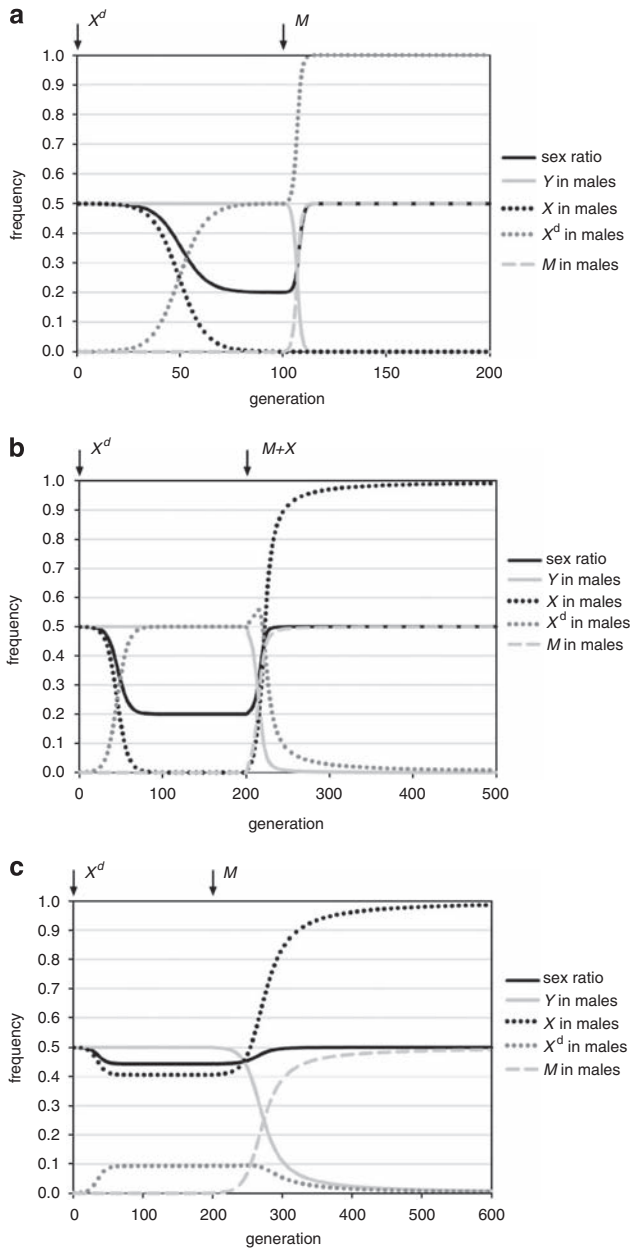 a
X^d M
1.0
0.9
0.8
0.7
0.6
0.5
0.4
0.3
0.2
0.1
0.0
frequency
0 50 100 150 200
generation
sex ratio
Y in males
X in males
X^d in males
M in males
b
X^d M+X
1.0
0.9
0.8
0.7
0.6
0.5
0.4
0.3
0.2
0.1
0.0
frequency
0 100 200 300 400 500
generation
sex ratio
Y in males
X in males
X^d in males
M in males
c
X^d M
1.0
0.9
0.8
0.7
0.6
0.5
0.4
0.3
0.2
0.1
0.0
frequency
0 100 200 300 400 500 600
generation
sex ratio
Y in males
X in males
X^d in males
M in males